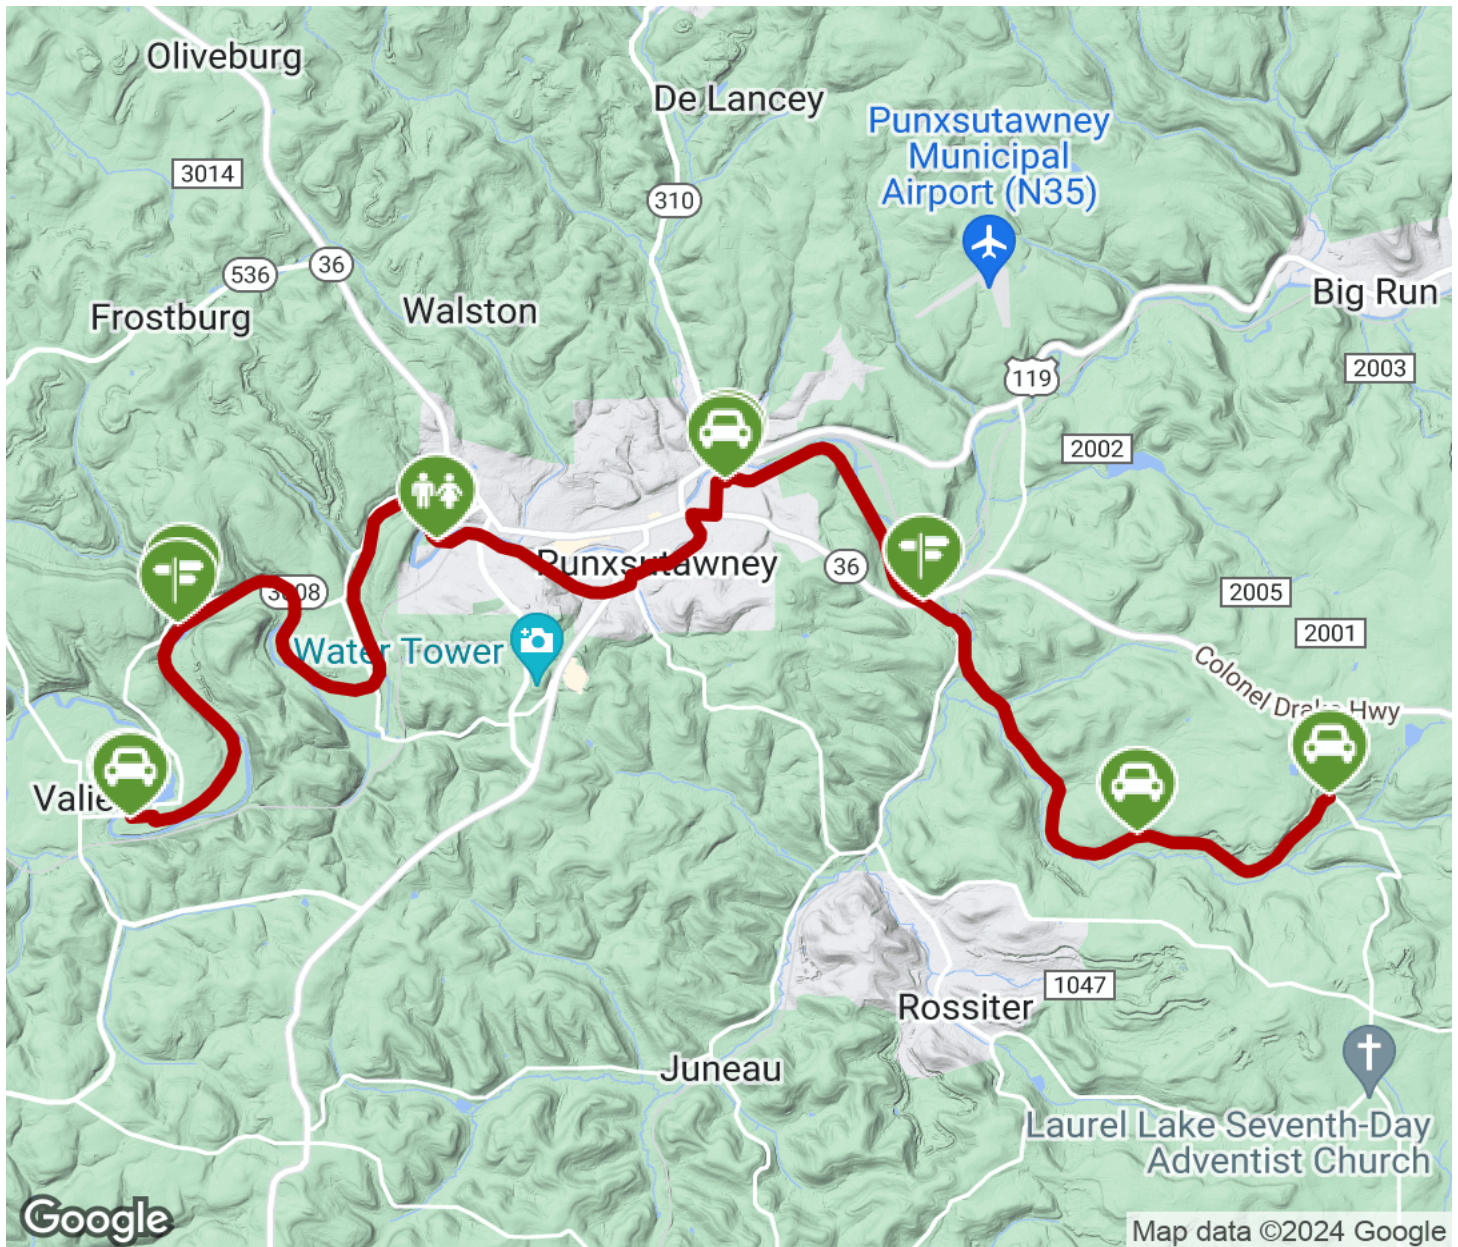 Oliveburg
De Lancey
Punxsutawney
Municipal
Airport (N35)
3014
310
36
536
Big Run
Walston
Frostburg
119
2003
2002
Punxsutawney
36
2005
2001
Water Tower
Colonel Drake Hwy
Rossiter
1047
Juneau
Laurel Lake Seventh-Day
Adventist Church
Google
Map data ©2024 Google